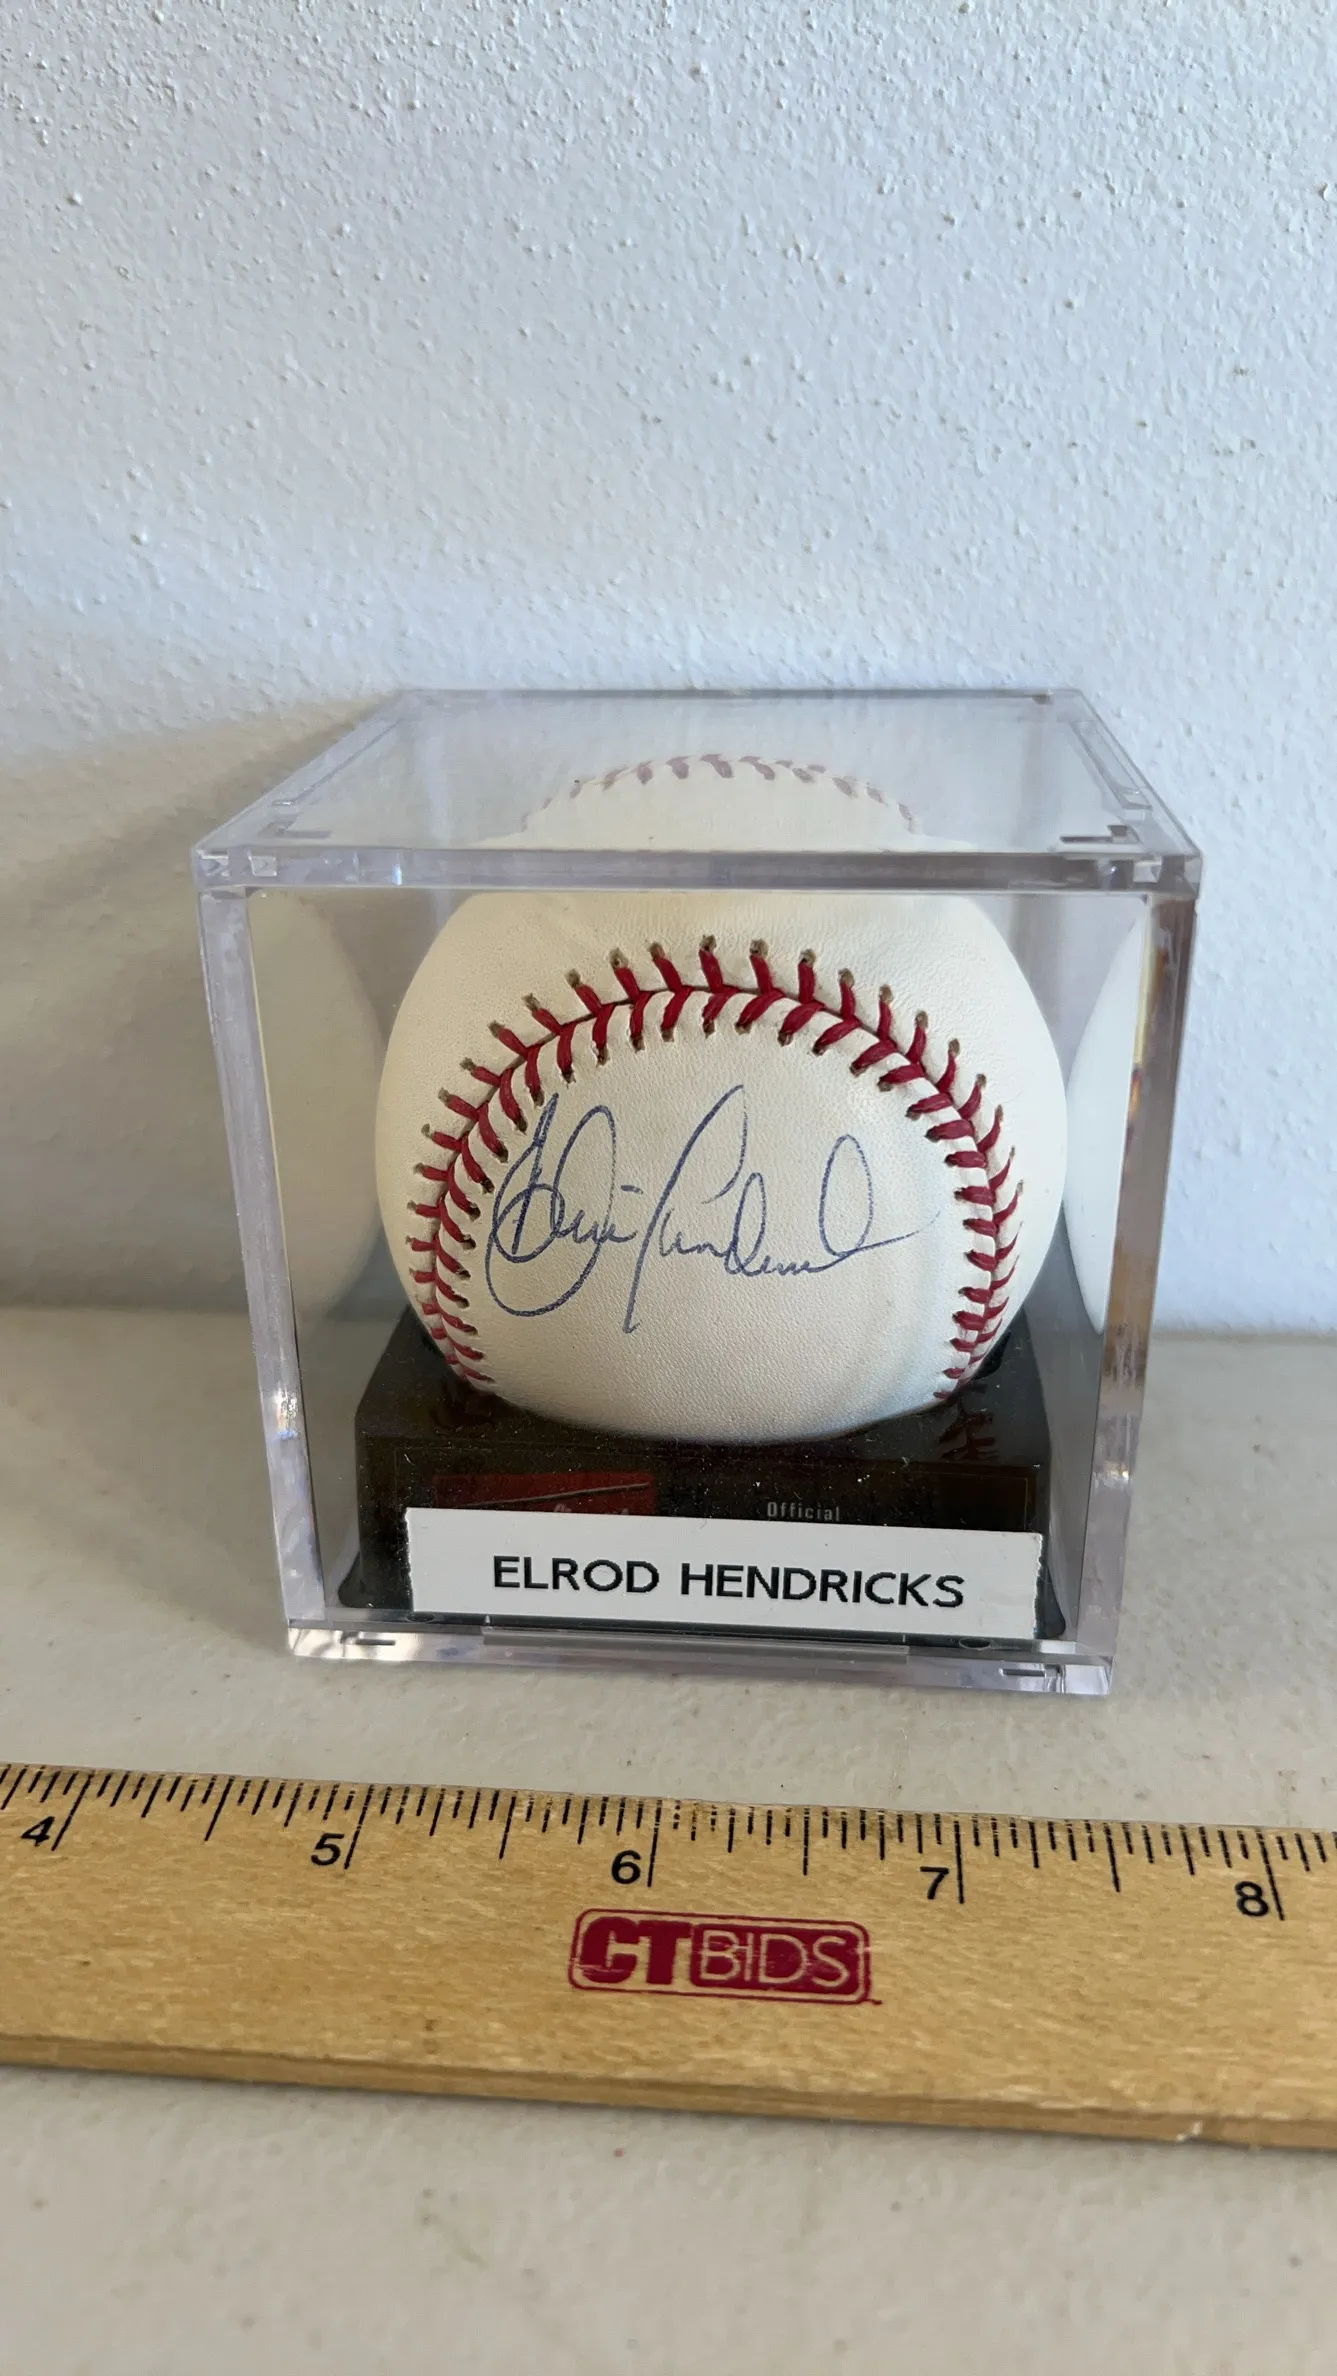 Official
ELROD HENDRICKS
4 5 6 7 8
CTBIDS